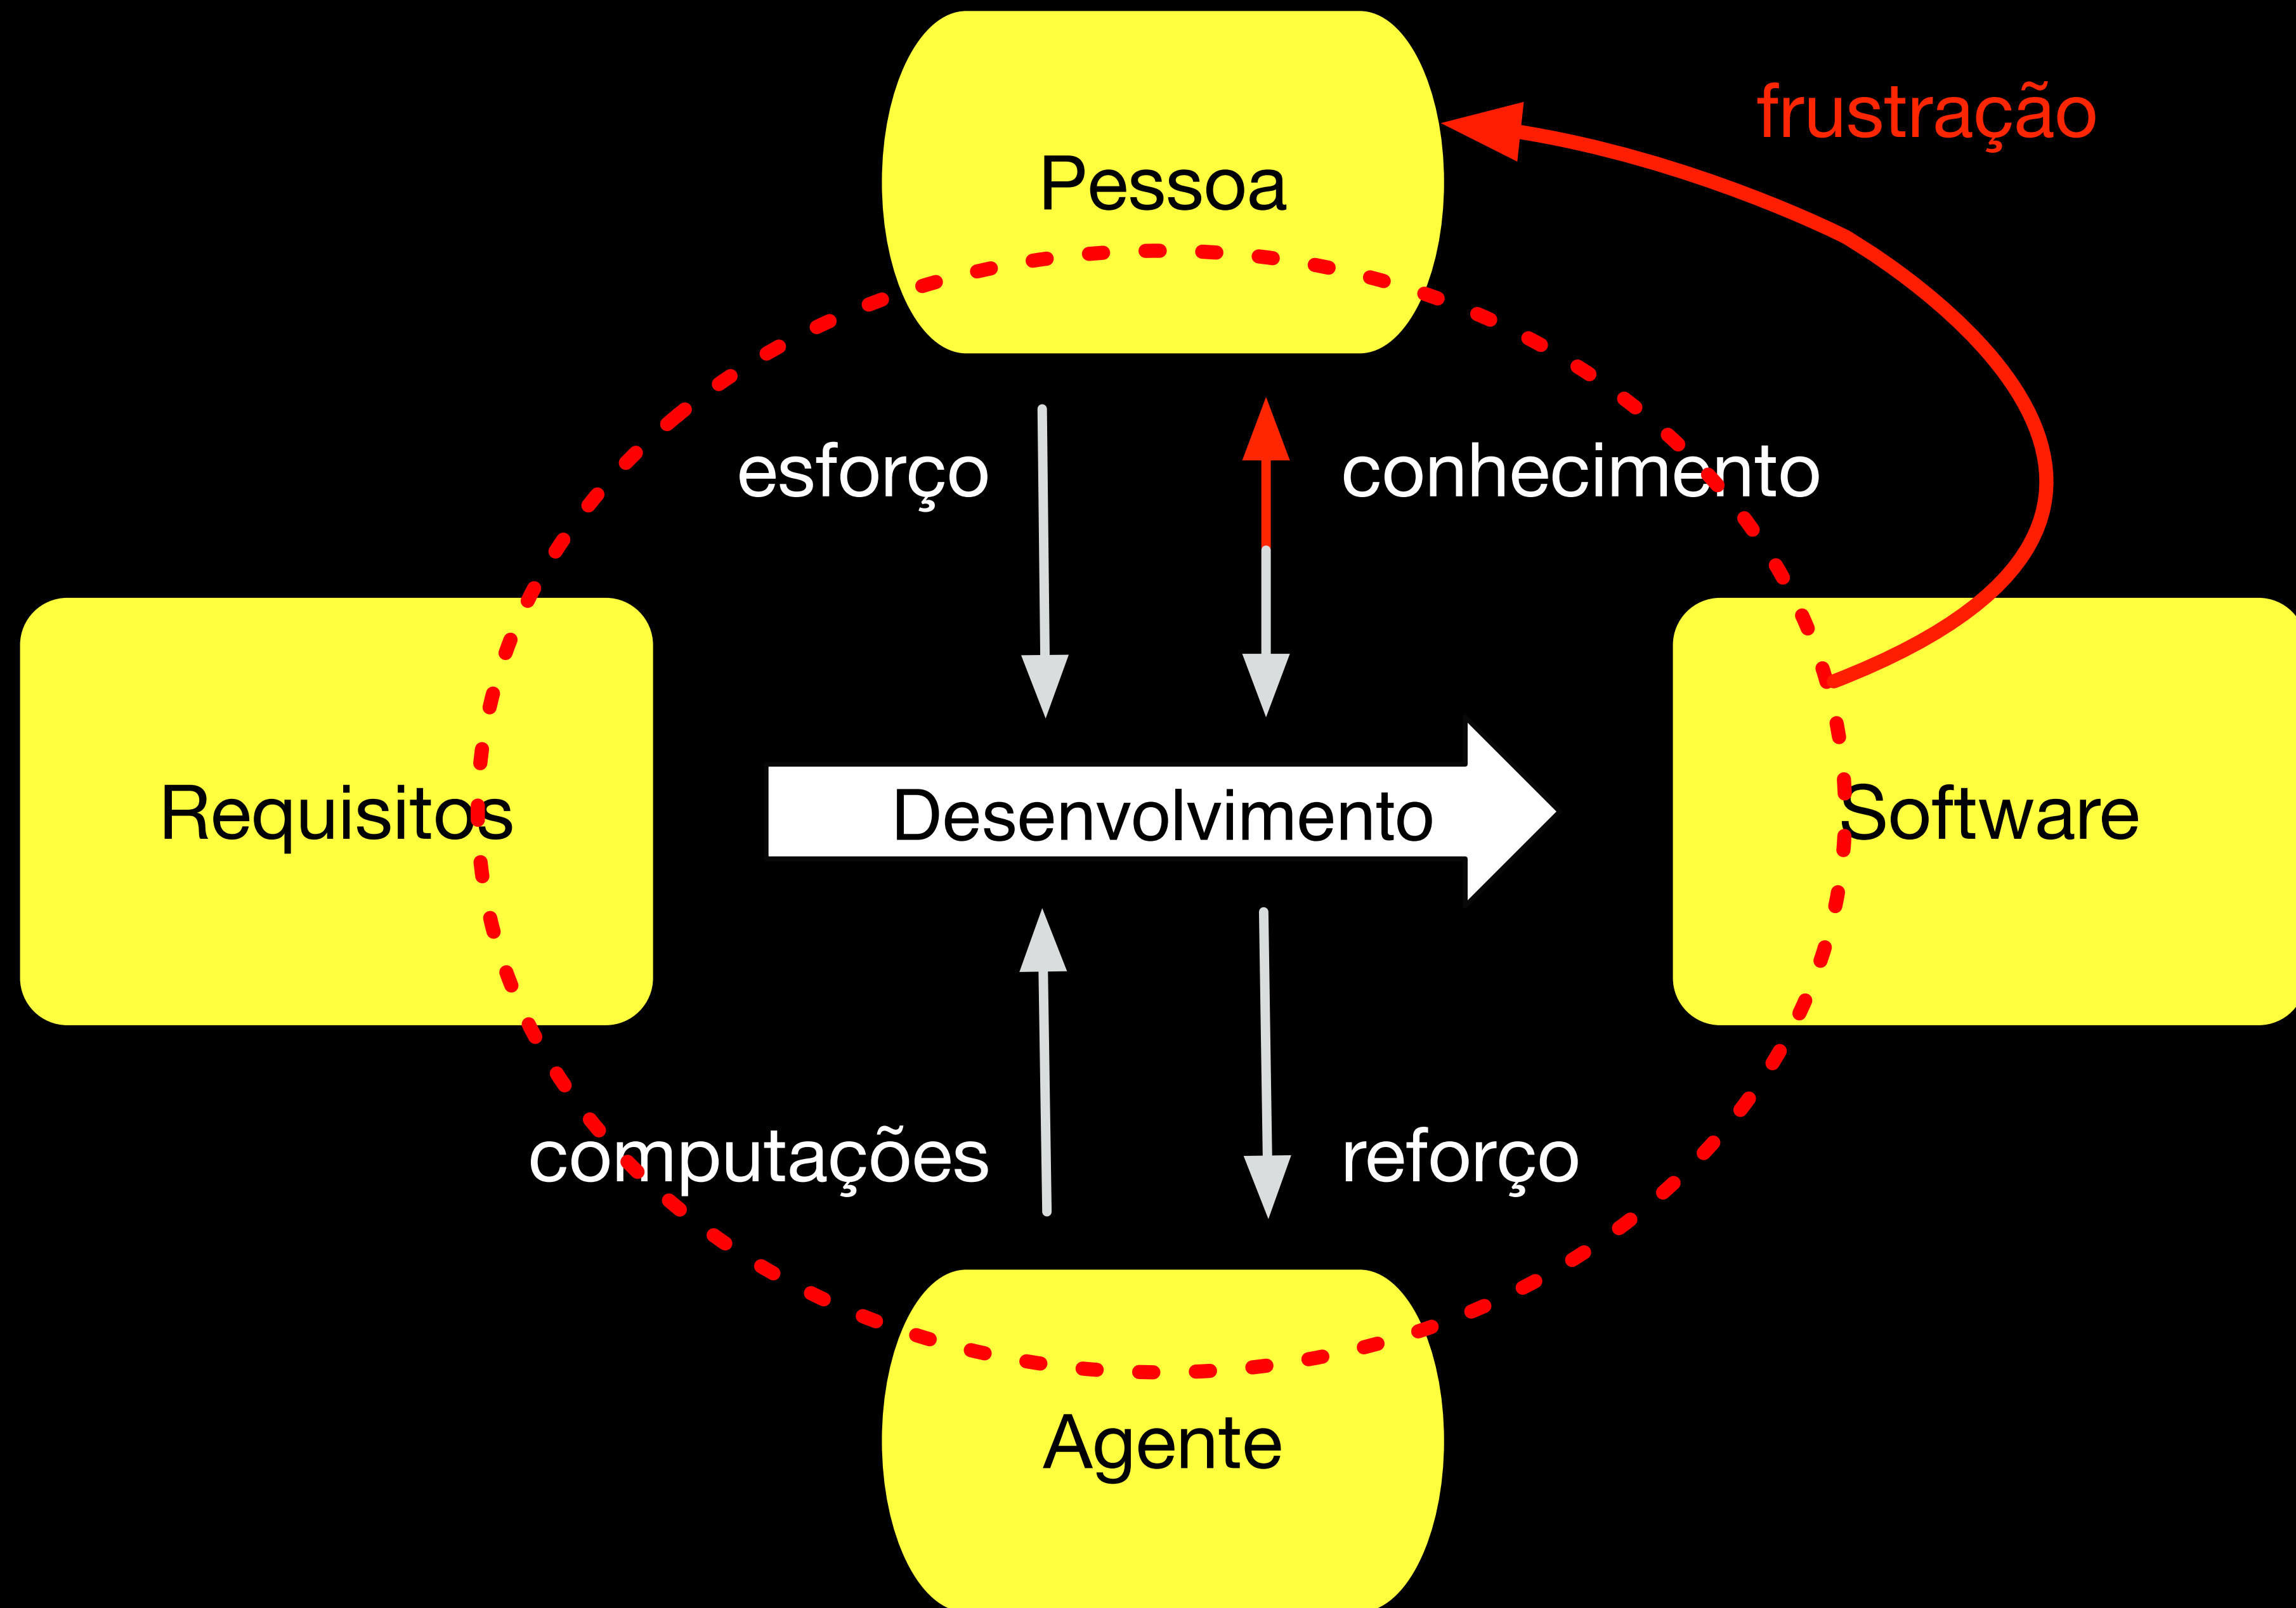 frustração
Pessoa
esforço
conhecimento
Requisitos
Desenvolvimento
Software
computações
reforço
Agente